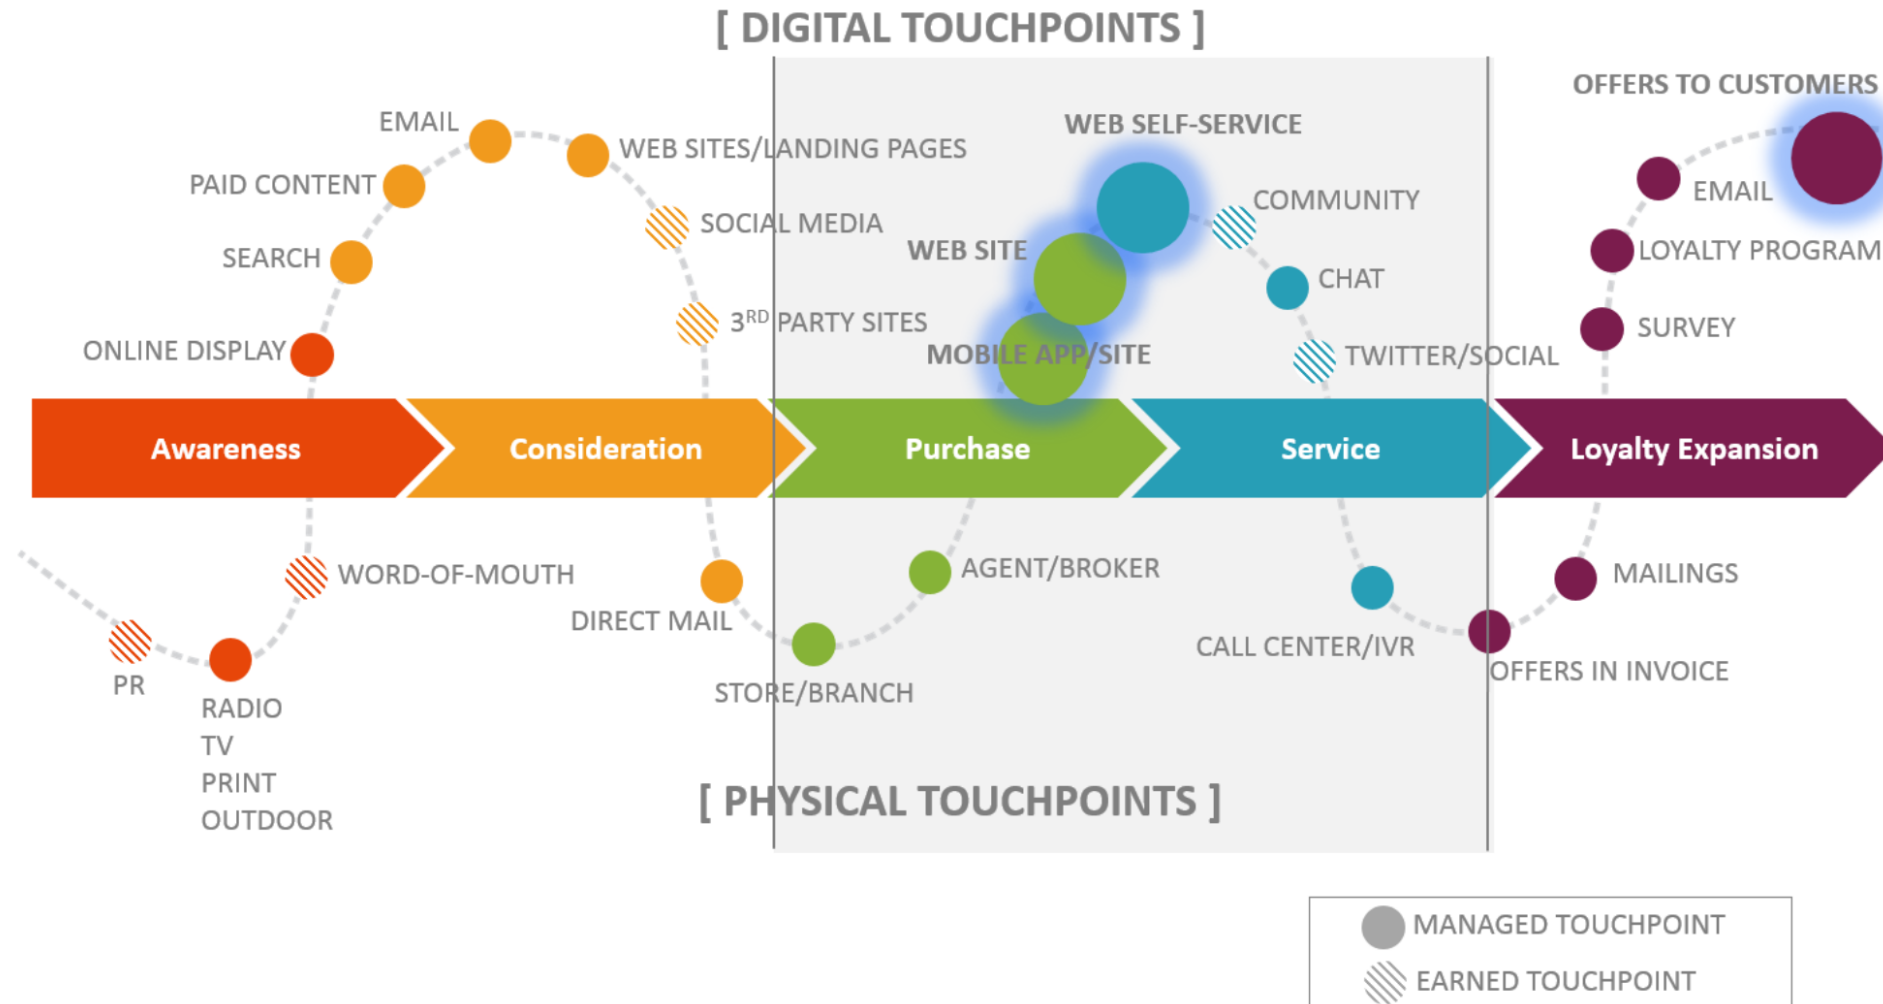 [ DIGITAL TOUCHPOINTS ]
OFFERS TO CUSTOMERS
EMAIL
WEB SELF-SERVICE
WEB SITES/LANDING PAGES
PAID CONTENT
EMAIL
COMMUNITY
SOCIAL MEDIA
WEB SITE
LOYALTY PROGRAM
SEARCH
CHAT
3RD PARTY SITES
SURVEY
ONLINE DISPLAY
MOBILE APP/SITE
TWITTER/SOCIAL
Awareness
Consideration
Purchase
Service
Loyalty Expansion
WORD-OF-MOUTH
AGENT/BROKER
MAILINGS
DIRECT MAIL
CALL CENTER/IVR
OFFERS IN INVOICE
PR
STORE/BRANCH
RADIO
TV
PRINT
OUTDOOR
[ PHYSICAL TOUCHPOINTS ]
MANAGED TOUCHPOINT
EARNED TOUCHPOINT